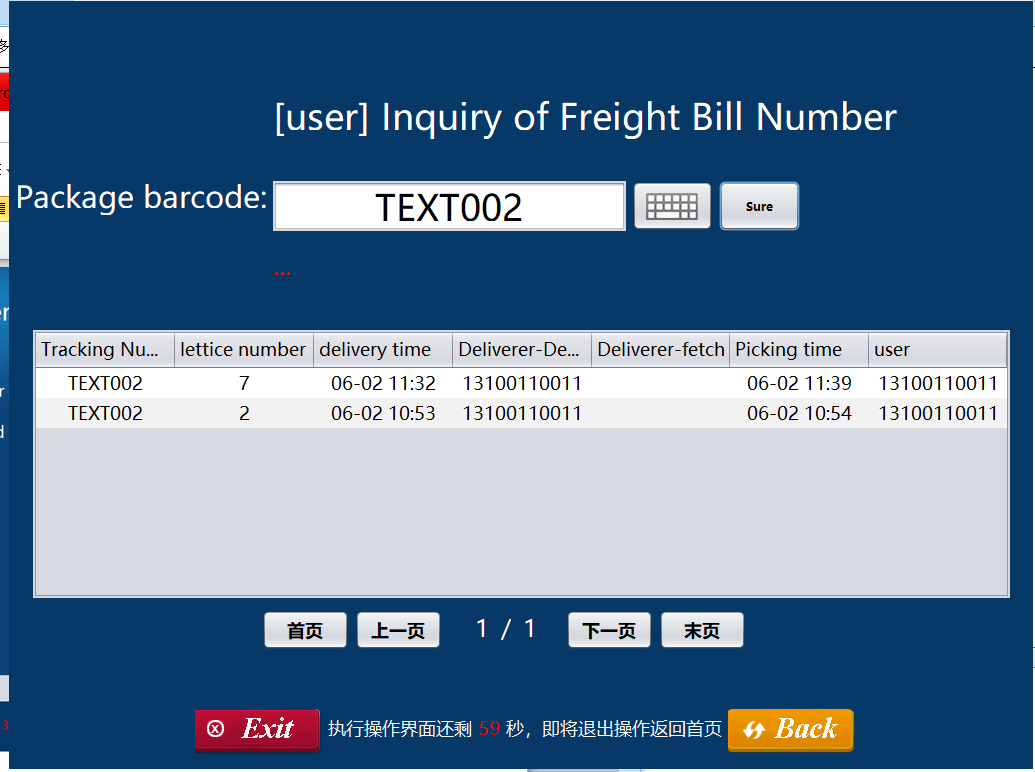 [user] Inquiry of Freight Bill Number
Package barcode: TEXT002 Sure
...
Tracking Nu... lettice number delivery time Deliverer-De... Deliverer-fetch Picking time user
TEXT002 7 06-02 11:32 13100110011 06-02 11:39 13100110011
TEXT002 2 06-02 10:53 13100110011 06-02 10:54 13100110011
首页 上一页 1 / 1 下一页 末页
Exit 执行操作界面还剩 59 秒，即将退出操作返回首页 Back